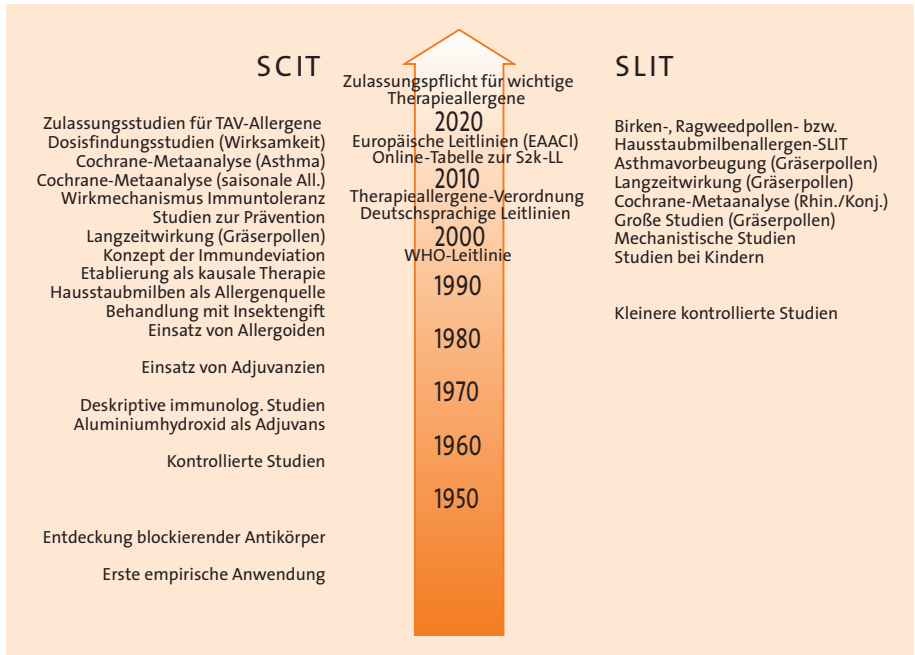 SCIT
Zulassungsstudien für TAV-Allergene
Dosisfindungsstudien (Wirksamkeit)
Cochrane-Metaanalyse (Asthma)
Cochrane-Metaanalyse (saisonale All.)
Wirkmechanismus Immuntoleranz
Studien zur Prävention
Langzeitwirkung (Gräserpollen)
Konzept der Immundeviation
Etablierung als kausale Therapie
Hausstaubmilben als Allergenquelle
Behandlung mit Insektengift
Einsatz von Allergoiden
Einsatz von Adjuvanzien
Deskriptive immunolog. Studien
Aluminiumhydroxid als Adjuvans
Kontrollierte Studien
Entdeckung blockierender Antikörper
Erste empirische Anwendung
Zulassungspflicht für wichtige
Therapieallergene
2020
Europäische Leitlinien (EAACI)
Online-Tabelle zur S2k-LL
2010
Therapieallergene-Verordnung
Deutschsprachige Leitlinien
2000
WHO-Leitlinie
1990
1980
1970
1960
1950
SLIT
Birken-, Ragweedpollen- bzw.
Hausstaubmilbenallergen-SLIT
Asthmavorbeugung (Gräserpollen)
Langzeitwirkung (Gräserpollen)
Cochrane-Metaanalyse (Rhin./Konj.)
Große Studien (Gräserpollen)
Mechanistische Studien
Studien bei Kindern
Kleinere kontrollierte Studien